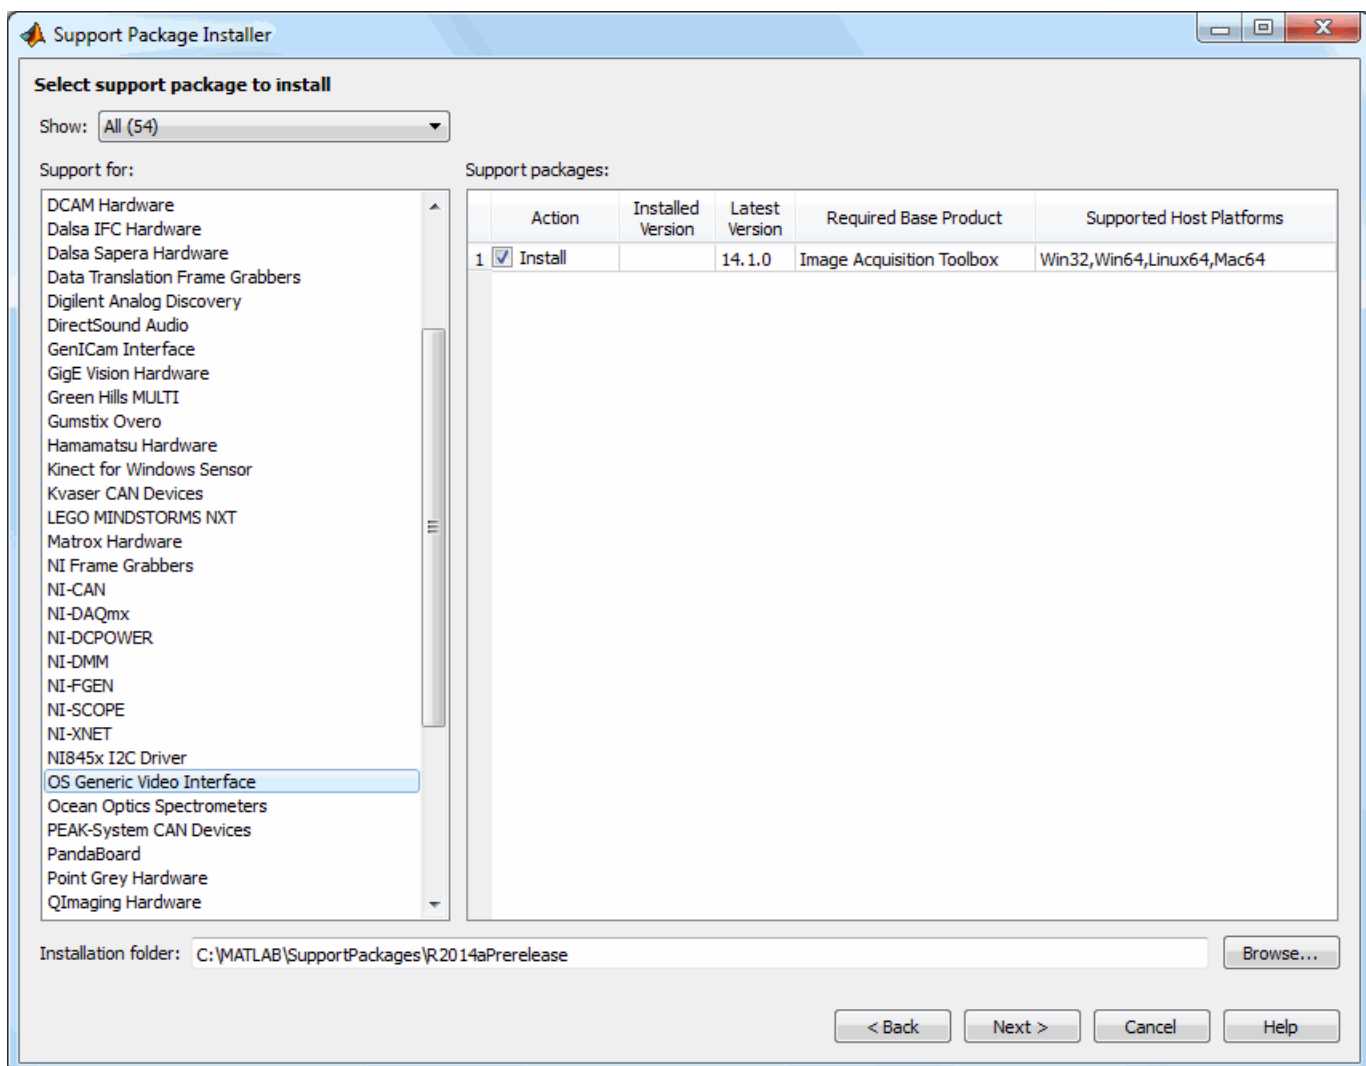 Support Package Installer
Select support package to install
Show: All (54)
Support for:
Support packages:
DCAM Hardware
Dalsa IFC Hardware
Dalsa Sapera Hardware
Data Translation Frame Grabbers
Digilent Analog Discovery
DirectSound Audio
GenICam Interface
GigE Vision Hardware
Green Hills MULTI
Gumstix Overo
Hamamatsu Hardware
Kinect for Windows Sensor
Kvaser CAN Devices
LEGO MINDSTORMS NXT
Matrox Hardware
NI Frame Grabbers
NI-CAN
NI-DAQmx
NI-DCPOWER
NI-DMM
NI-FGEN
NI-SCOPE
NI-XNET
NI845x I2C Driver
OS Generic Video Interface
Ocean Optics Spectrometers
PEAK-System CAN Devices
PandaBoard
Point Grey Hardware
QImaging Hardware
Action Installed Version Latest Version Required Base Product Supported Host Platforms
1 Install 14.1.0 Image Acquisition Toolbox Win32,Win64,Linux64,Mac64
Installation folder: C:\MATLAB\SupportPackages\R2014aPrerelease Browse...
< Back Next > Cancel Help